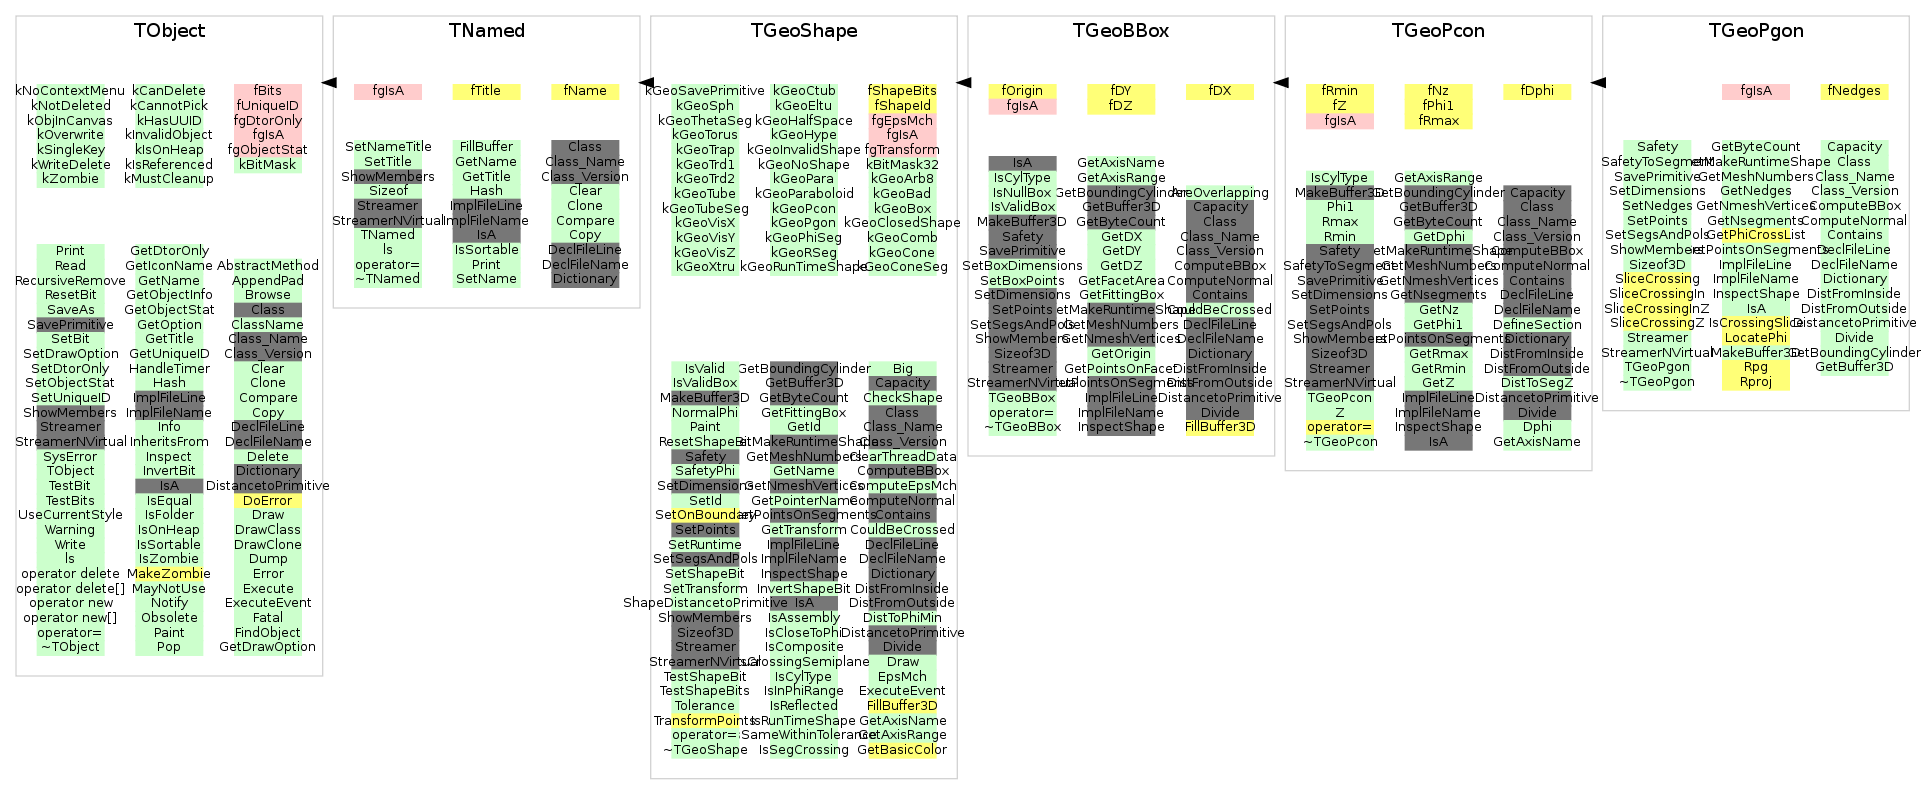 TObject
kNoContextMenu
kNotDeleted
kObjInCanvas
kOverwrite
kSingleKey
kWriteDelete
kZombie
kCanDelete
kCannotPick
kHasUUID
kInvalidObject
kIsOnHeap
kIsReferenced
kMustCleanup
fBits
fUniqueID
fgDtorOnly
fgIsA
fgObjectStat
kBitMask
Print
Read
RecursiveRemove
ResetBit
SaveAs
SavePrimitive
SetBit
SetDrawOption
SetDtorOnly
SetObjectStat
SetUniqueID
ShowMembers
Streamer
StreamerNVirtual
SysError
TObject
TestBit
TestBits
UseCurrentStyle
Warning
Write
ls
operator delete
operator delete[]
operator new
operator new[]
operator=
~TObject
GetDtorOnly
GetIconName
GetName
GetObjectInfo
GetObjectStat
GetOption
GetTitle
GetUniqueID
HandleTimer
Hash
ImplFileLine
ImplFileName
Info
InheritsFrom
Inspect
InvertBit
IsA
IsEqual
IsFolder
IsOnHeap
IsSortable
IsZombie
MakeZombie
MayNotUse
Notify
Obsolete
Paint
Pop
AbstractMethod
AppendPad
Browse
Class
ClassName
Class_Name
Class_Version
Clear
Clone
Compare
Copy
DeclFileLine
DeclFileName
Delete
Dictionary
DistancetoPrimitive
DoError
Draw
DrawClass
DrawClone
Dump
Error
Execute
ExecuteEvent
Fatal
FindObject
GetDrawOption
TNamed
fgIsA
fTitle
fName
SetNameTitle
SetTitle
ShowMembers
Sizeof
Streamer
StreamerNVirtual
TNamed
ls
operator=
~TNamed
FillBuffer
GetName
GetTitle
Hash
ImplFileLine
ImplFileName
IsA
IsSortable
Print
SetName
Class
Class_Name
Class_Version
Clear
Clone
Compare
Copy
DeclFileLine
DeclFileName
Dictionary
TGeoShape
kGeoSavePrimitive
kGeoSph
kGeoThetaSeg
kGeoTorus
kGeoTrap
kGeoTrd1
kGeoTrd2
kGeoTube
kGeoTubeSeg
kGeoVisX
kGeoVisY
kGeoVisZ
kGeoXtru
kGeoCtub
kGeoEltu
kGeoHalfSpace
kGeoHype
kGeoInvalidShape
kGeoNoShape
kGeoPara
kGeoParaboloid
kGeoPcon
kGeoPgon
kGeoPhiSeg
kGeoRSeg
kGeoRunTimeShape
fShapeBits
fShapeId
fgEpsMch
fgIsA
fgTransform
kBitMask32
kGeoArb8
kGeoBad
kGeoBox
kGeoClosedShape
kGeoComb
kGeoCone
kGeoConeSeg
IsValid
IsValidBox
MakeBuffer3D
NormalPhi
Paint
ResetShapeBit
Safety
SafetyPhi
SetDimensions
SetId
SetOnBoundary
SetPoints
SetRuntime
SetSegsAndPols
SetShapeBit
SetTransform
ShapeDistancetoPrimitive
ShowMembers
Sizeof3D
Streamer
StreamerNVirtual
TestShapeBit
TestShapeBits
Tolerance
TransformPoints
operator=
~TGeoShape
GetBoundingCylinder
GetBuffer3D
GetByteCount
GetFittingBox
GetId
GetMakeRuntimeShape
GetMeshNumbers
GetName
GetNmeshVertices
GetPointerName
etPointsOnSegments
GetTransform
ImplFileLine
ImplFileName
InspectShape
InvertShapeBit
IsA
IsAssembly
IsCloseToPhi
IsComposite
IsCrossingSemiplane
IsCylType
IsInPhiRange
IsReflected
IsRunTimeShape
IsSameWithinTolerance
IsSegCrossing
Big
Capacity
CheckShape
Class
Class_Name
Class_Version
ClearThreadData
ComputeBBox
ComputeEpsMch
ComputeNormal
Contains
CouldBeCrossed
DeclFileLine
DeclFileName
Dictionary
DistFromInside
DistFromOutside
DistToPhiMin
DistancetoPrimitive
Divide
Draw
EpsMch
ExecuteEvent
FillBuffer3D
GetAxisName
GetAxisRange
GetBasicColor
TGeoBBox
fOrigin
fgIsA
fDY
fDZ
fDX
IsA
IsCylType
IsNullBox
IsValidBox
MakeBuffer3D
Safety
SavePrimitive
SetBoxDimensions
SetBoxPoints
SetDimensions
SetPoints
SetSegsAndPols
ShowMembers
Sizeof3D
Streamer
StreamerNVirtual
TGeoBBox
operator=
~TGeoBBox
GetAxisName
GetAxisRange
GetBoundingCylinder
GetBuffer3D
GetByteCount
GetDX
GetDY
GetDZ
GetFacetArea
GetFittingBox
etMakeRuntimeShape
GetMeshNumbers
GetNmeshVertices
GetOrigin
GetPointsOnFacet
etPointsOnSegments
ImplFileLine
ImplFileName
InspectShape
AreOverlapping
Capacity
Class
Class_Name
Class_Version
ComputeBBox
ComputeNormal
Contains
CouldBeCrossed
DeclFileLine
DeclFileName
Dictionary
DistFromInside
DistFromOutside
DistancetoPrimitive
Divide
FillBuffer3D
TGeoPcon
fRmin
fZ
fgIsA
fNz
fPhi1
fRmax
fDphi
IsCylType
MakeBuffer3D
Phi1
Rmax
Rmin
Safety
SafetyToSegment
SavePrimitive
SetDimensions
SetPoints
SetSegsAndPols
ShowMembers
Sizeof3D
Streamer
StreamerNVirtual
TGeoPcon
Z
operator=
~TGeoPcon
GetAxisRange
GetBoundingCylinder
GetBuffer3D
GetByteCount
GetDphi
etMakeRuntimeShape
GetMeshNumbers
GetNmeshVertices
GetNsegments
GetNz
GetPhi1
etPointsOnSegments
GetRmax
GetRmin
GetZ
ImplFileLine
ImplFileName
InspectShape
IsA
Capacity
Class
Class_Name
Class_Version
ComputeBBox
ComputeNormal
Contains
DeclFileLine
DeclFileName
DefineSection
Dictionary
DistFromInside
DistFromOutside
DistToSegZ
DistancetoPrimitive
Divide
Dphi
GetAxisName
TGeoPgon
fgIsA
fNedges
Safety
SafetyToSegment
SavePrimitive
SetDimensions
SetNedges
SetPoints
SetSegsAndPols
ShowMembers
Sizeof3D
SliceCrossing
SliceCrossingIn
SliceCrossingInZ
SliceCrossingZ
Streamer
StreamerNVirtual
TGeoPgon
~TGeoPgon
GetByteCount
etMakeRuntimeShape
GetMeshNumbers
GetNedges
GetNmeshVertices
GetNsegments
GetPhiCrossList
etPointsOnSegments
ImplFileLine
ImplFileName
InspectShape
IsA
IsCrossingSlice
LocatePhi
MakeBuffer3D
Rpg
Rproj
Capacity
Class
Class_Name
Class_Version
ComputeBBox
ComputeNormal
Contains
DeclFileLine
DeclFileName
Dictionary
DistFromInside
DistFromOutside
DistancetoPrimitive
Divide
GetBoundingCylinder
GetBuffer3D